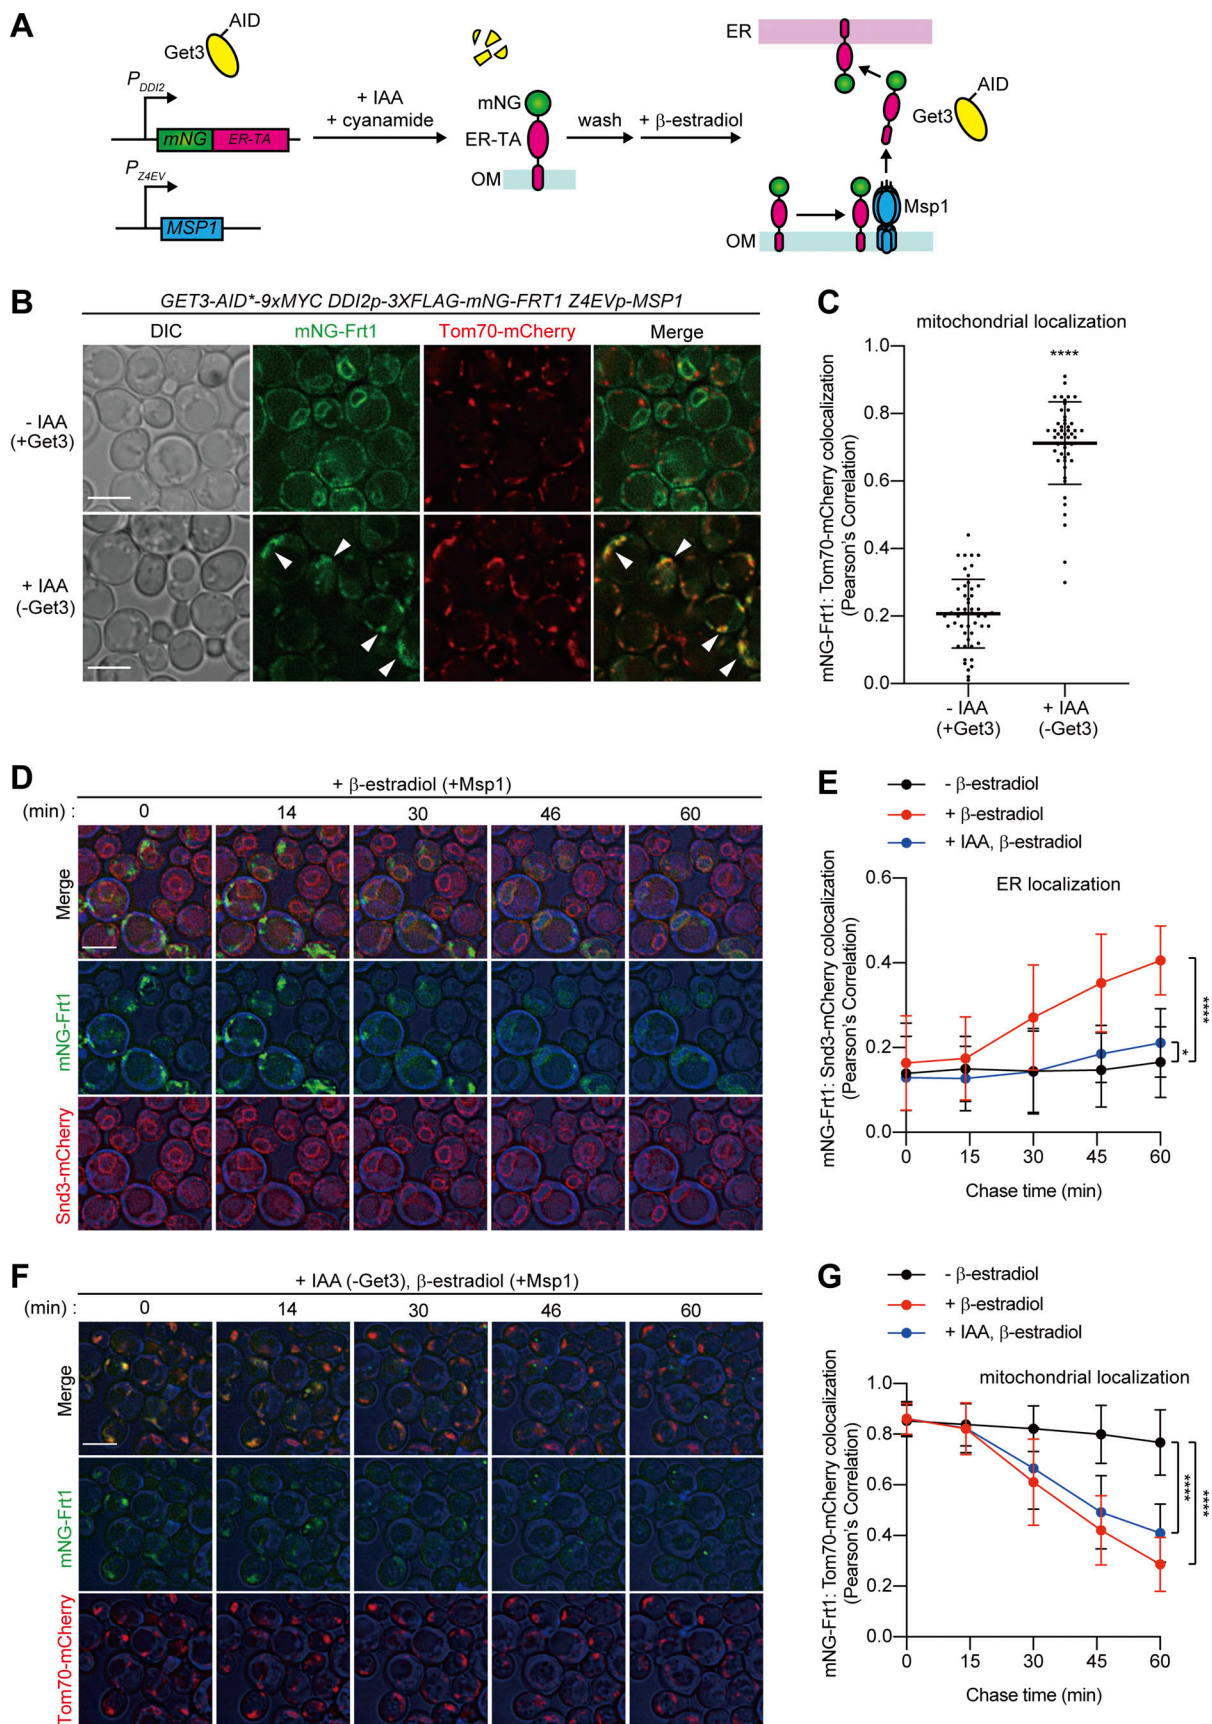 A
AID
Get3
P_DDI2
mNG ER-TA
P_Z4EV
MSP1
+ IAA
+ cyanamide
mNG
ER-TA
OM
wash
+ β-estradiol
ER
AID
Get3
Msp1
OM
B
GET3-AID*-9xMYC DDI2p-3XFLAG-mNG-FRT1 Z4EVp-MSP1
DIC mNG-Frt1 Tom70-mCherry Merge
- IAA
(+Get3)
+ IAA
(-Get3)
C
mitochondrial localization
****
mNG-Frt1: Tom70-mCherry colocalization
(Pearson's Correlation)
1.0
0.8
0.6
0.4
0.2
0.0
- IAA
(+Get3)
+ IAA
(-Get3)
D
+ β-estradiol (+Msp1)
(min) : 0 14 30 46 60
Merge
mNG-Frt1
Snd3-mCherry
E
- β-estradiol
+ β-estradiol
+ IAA, β-estradiol
ER localization
mNG-Frt1: Snd3-mCherry colocalization
(Pearson's Correlation)
0.6
0.4
0.2
0.0
****
*
0 15 30 45 60
Chase time (min)
F
+ IAA (-Get3), β-estradiol (+Msp1)
(min) : 0 14 30 46 60
Merge
mNG-Frt1
Tom70-mCherry
G
- β-estradiol
+ β-estradiol
+ IAA, β-estradiol
mitochondrial localization
mNG-Frt1: Tom70-mCherry colocalization
(Pearson's Correlation)
1.0
0.8
0.6
0.4
0.2
0.0
****
****
0 15 30 45 60
Chase time (min)